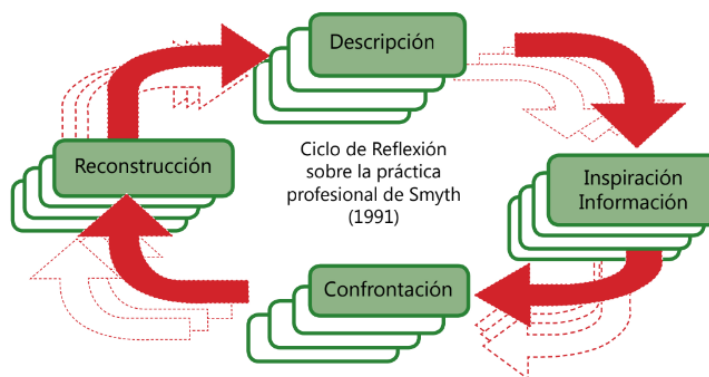 Descripción
Ciclo de Reflexión
sobre la práctica
profesional de Smyth
(1991)
Reconstrucción
Inspiración
Información
Confrontación